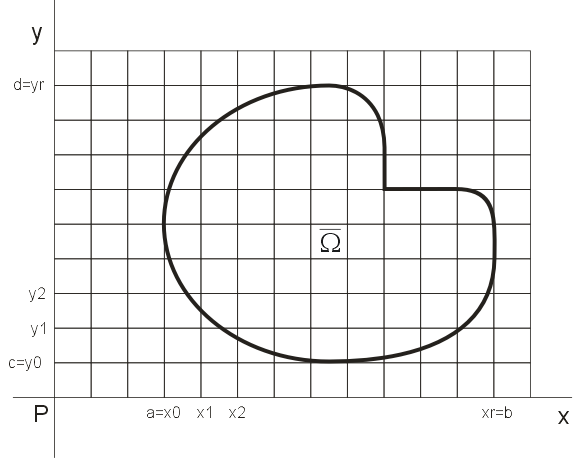 y
d=yr
Ω̅
y2
y1
c=y0
P
a=x0 x1 x2 xr=b
x